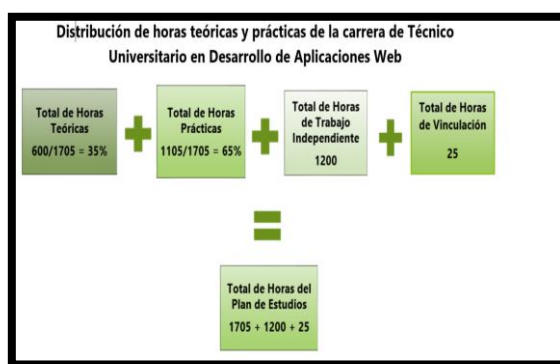 Distribución de horas teóricas y prácticas de la carrera de Técnico
Universitario en Desarrollo de Aplicaciones Web
Total de Horas
Teóricas
600/1705 = 35%
Total de Horas
Prácticas
1105/1705 = 65%
Total de Horas
de Trabajo
Independiente
1200
Total de Horas
de Vinculación
25
Total de Horas del
Plan de Estudios
1705 + 1200 + 25